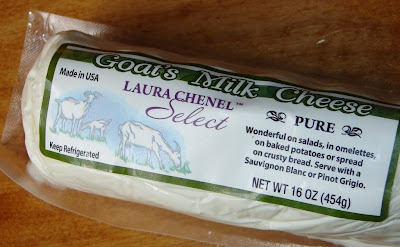 Goat's Milk Cheese
Made in USA
LAURA CHENEL™
Select
PURE
Wonderful on salads, in omelettes,
on baked potatoes or spread
on crusty bread. Serve with a
Sauvignon Blanc or Pinot Grigio.
Keep Refrigerated
NET WT 16 OZ (454g)